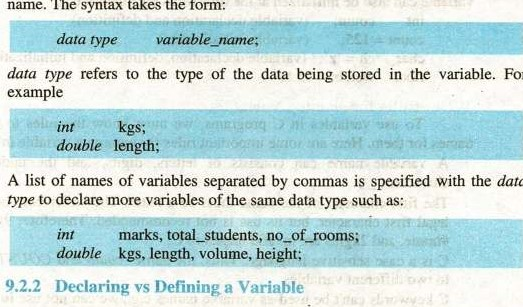 name. The syntax takes the form:
data type variable_name;
data type refers to the type of the data being stored in the variable. For
example
int kgs;
double length;
A list of names of variables separated by commas is specified with the data
type to declare more variables of the same data type such as:
int marks, total_students, no_of_rooms;
double kgs, length, volume, height;
9.2.2 Declaring vs Defining a Variable